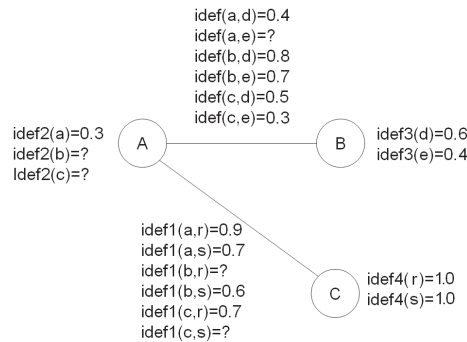 idef(a,d)=0.4
idef(a,e)=?
idef(b,d)=0.8
idef(b,e)=0.7
idef(c,d)=0.5
idef(c,e)=0.3
idef2(a)=0.3
idef2(b)=?
Idef2(c)=?
A
B
idef3(d)=0.6
idef3(e)=0.4
idef1(a,r)=0.9
idef1(a,s)=0.7
idef1(b,r)=?
idef1(b,s)=0.6
idef1(c,r)=0.7
idef1(c,s)=?
C
idef4(r)=1.0
idef4(s)=1.0